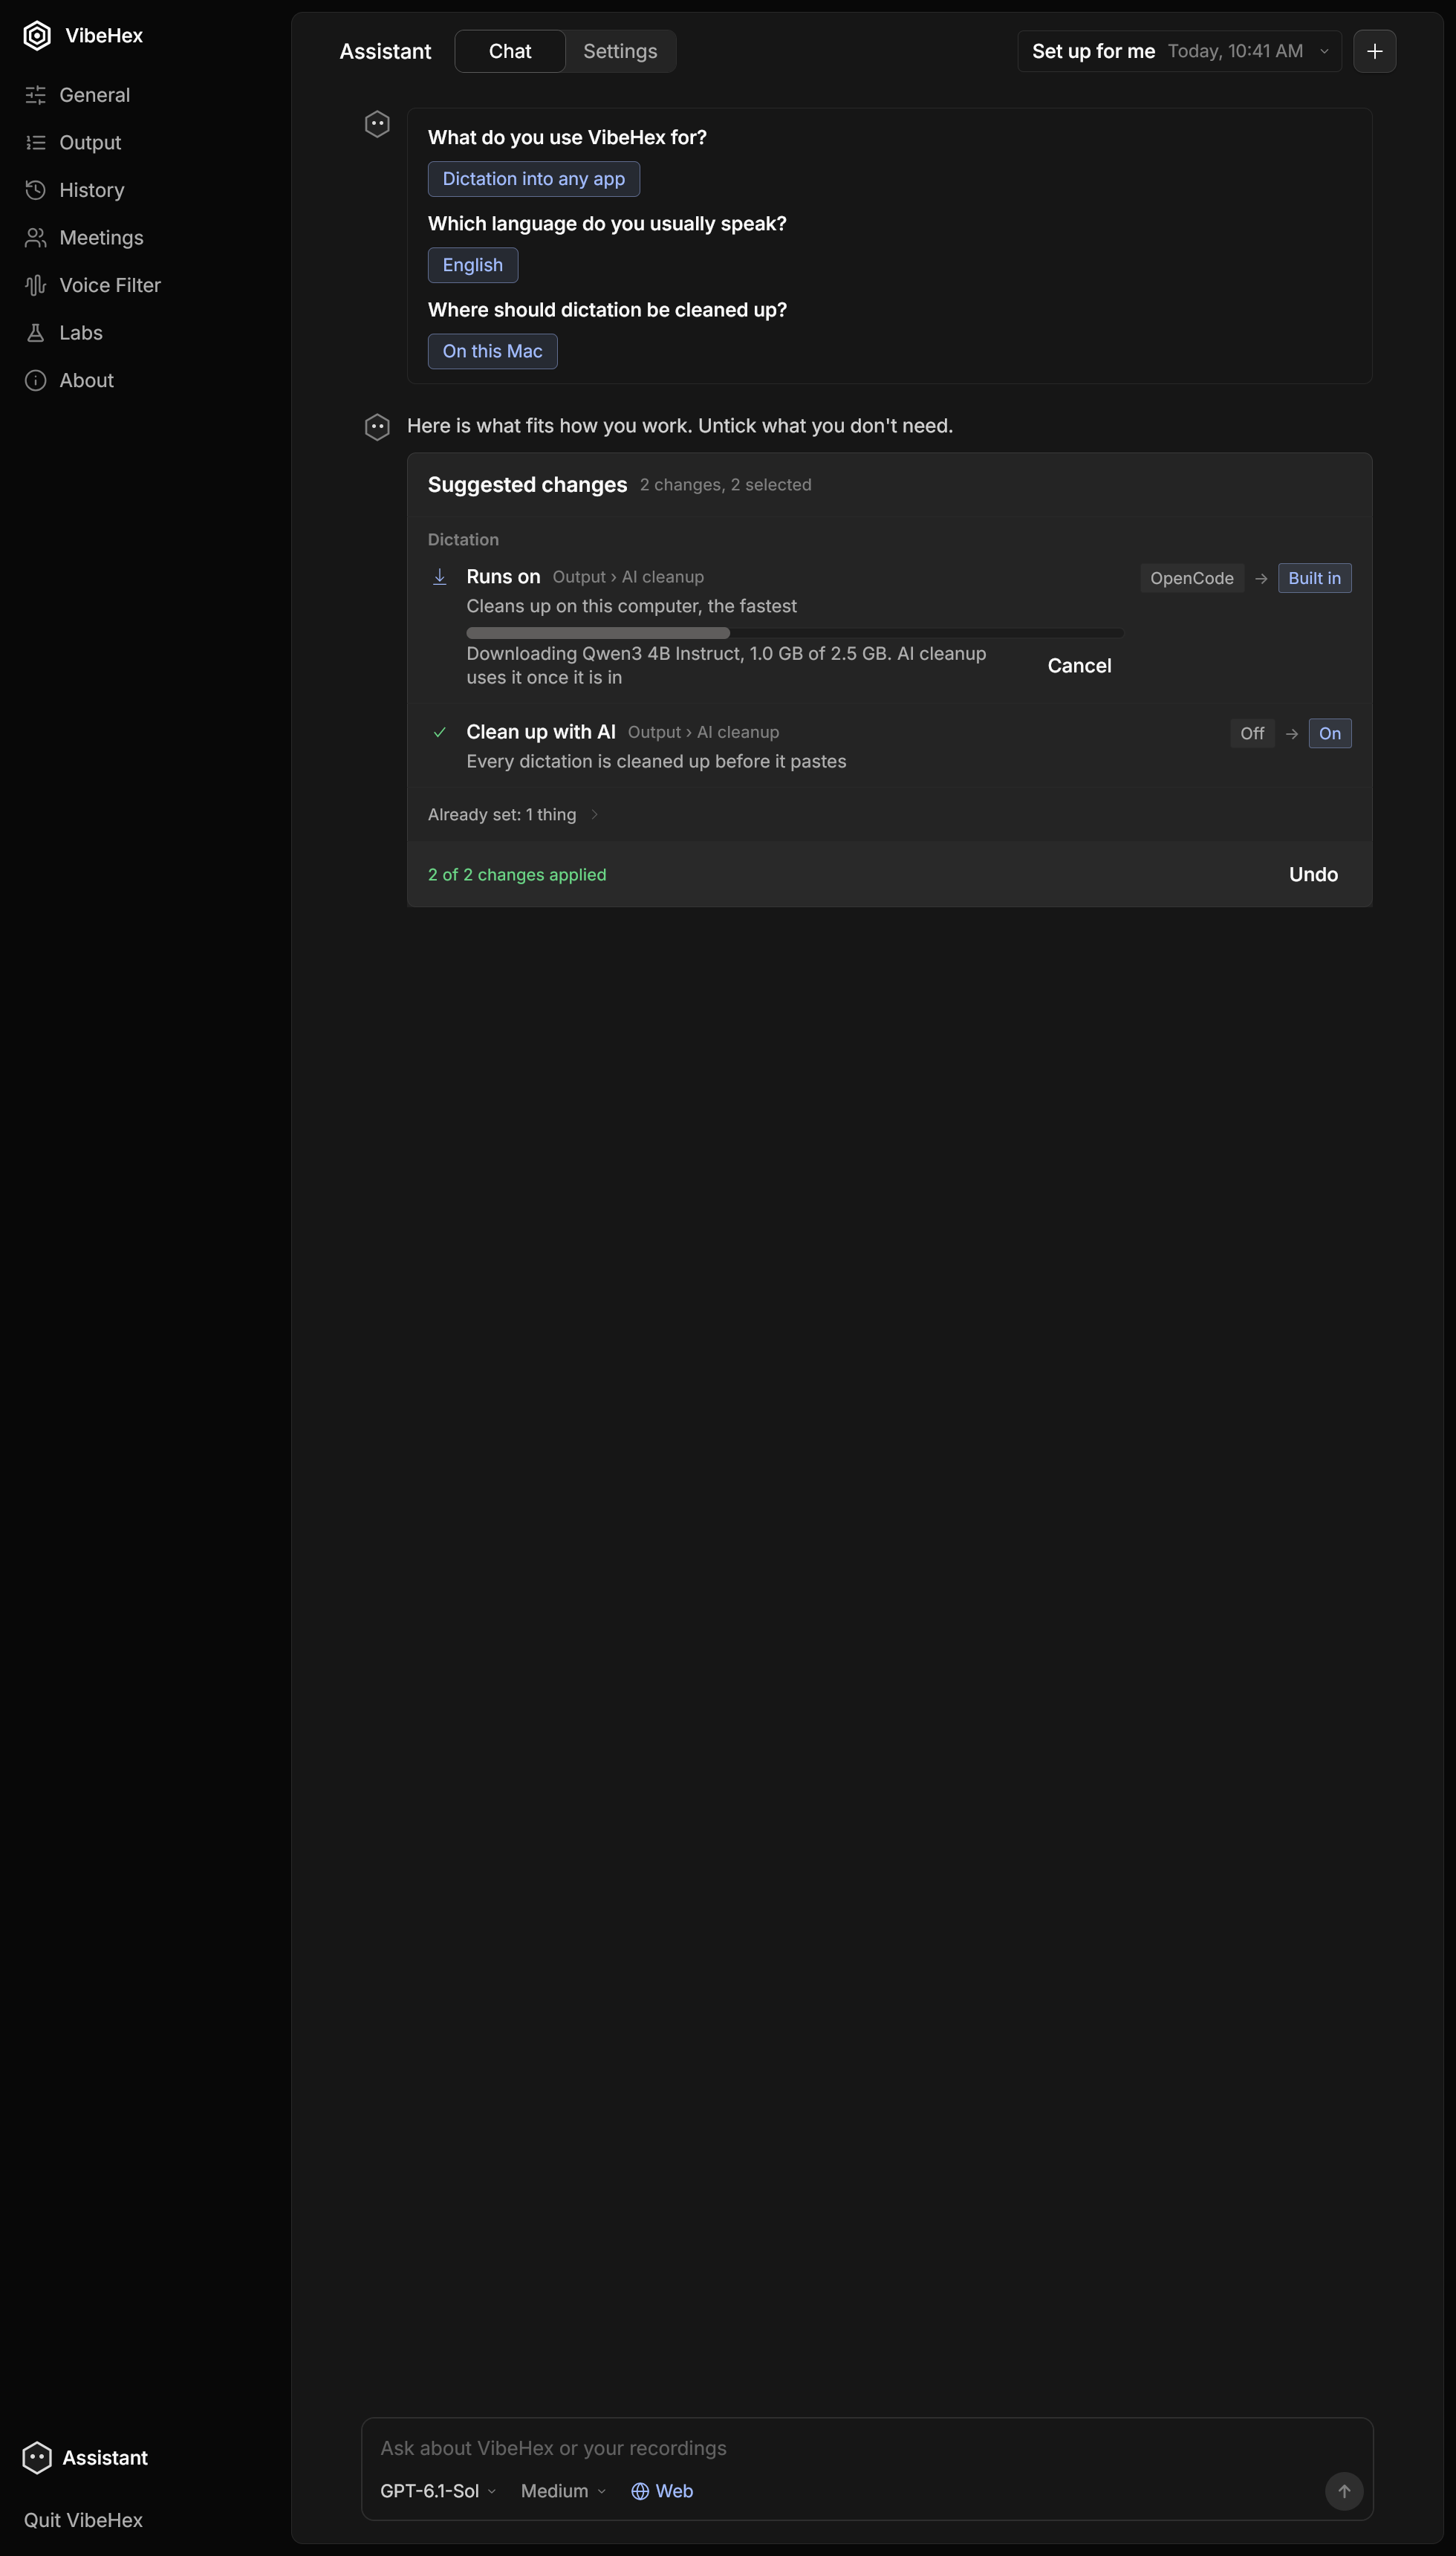 VibeHex
General
Output
History
Meetings
Voice Filter
Labs
About
Assistant
Chat
Settings
Set up for me Today, 10:41 AM
What do you use VibeHex for?
Dictation into any app
Which language do you usually speak?
English
Where should dictation be cleaned up?
On this Mac
Here is what fits how you work. Untick what you don't need.
Suggested changes 2 changes, 2 selected
Dictation
Runs on Output › AI cleanup OpenCode → Built in
Cleans up on this computer, the fastest
Downloading Qwen3 4B Instruct, 1.0 GB of 2.5 GB. AI cleanup
uses it once it is in
Cancel
Clean up with AI Output › AI cleanup Off → On
Every dictation is cleaned up before it pastes
Already set: 1 thing
2 of 2 changes applied
Undo
Ask about VibeHex or your recordings
GPT-6.1-Sol Medium Web
Assistant
Quit VibeHex